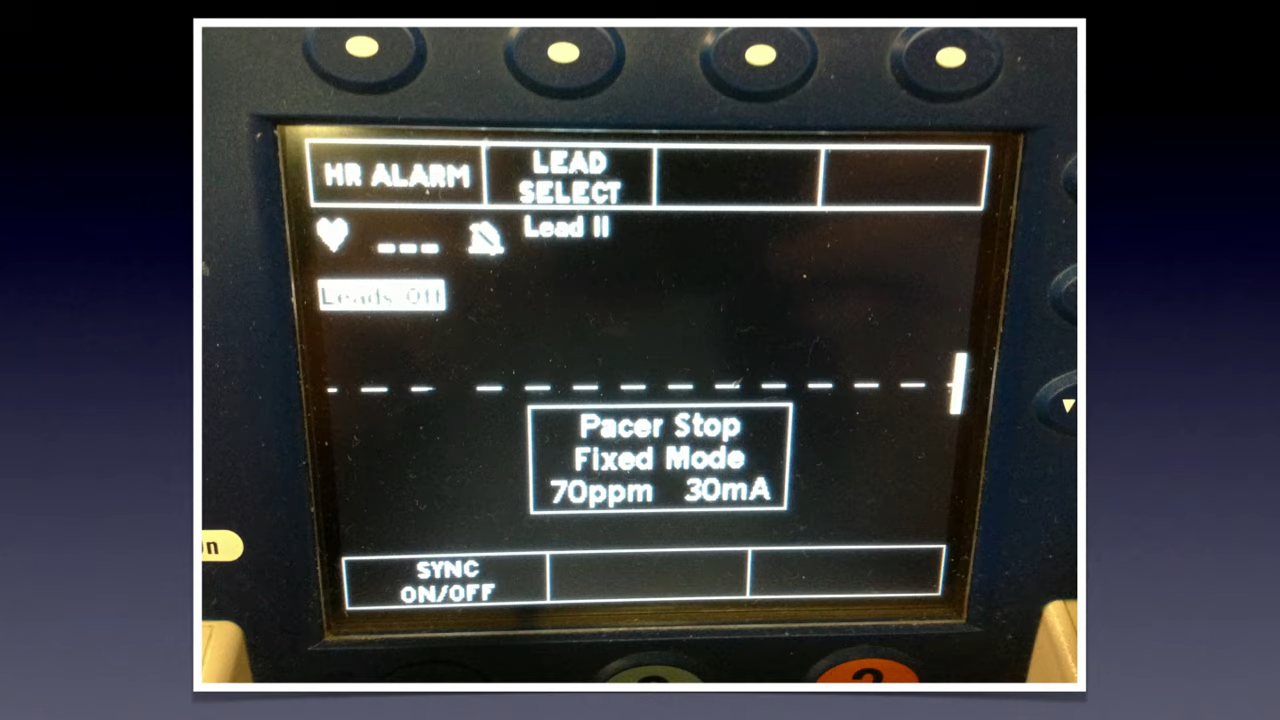 HR ALARM
LEAD
SELECT
---
Lead II
Leads Off
Pacer Stop
Fixed Mode
70ppm 30mA
n
SYNC
ON/OFF